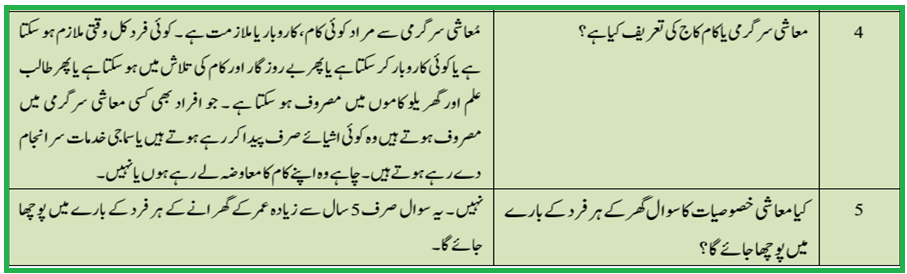 4
معاشی سرگرمی یا کام کاج کی تعریف کیا ہے؟
مُعاشی سرگرمی سے مراد کوئی کام، کاروبار یا ملازمت ہے۔ کوئی فرد کل وقتی ملازم ہو سکتا
ہے یا کوئی کاروبار کر سکتا ہے یا پھر بے روزگار اور کام کی تلاش میں ہو سکتا ہے یا پھر طالب
علم اور گھریلو کاموں میں مصروف ہو سکتا ہے۔ جو افراد بھی کسی معاشی سرگرمی میں
مصروف ہوتے ہیں وہ کوئی اشیائے صرف پیدا کر رہے ہوتے ہیں یا سماجی خدمات سر انجام
دے رہے ہوتے ہیں۔ چاہے وہ اپنے کام کا معاوضہ لے رہے ہوں یا نہیں۔
5
کیا معاشی خصوصیات کا سوال گھر کے ہر فرد کے بارے
میں پوچھا جائے گا؟
نہیں۔ یہ سوال صرف 5 سال سے زیادہ عمر کے گھرانے کے ہر فرد کے بارے میں پوچھا
جائے گا۔